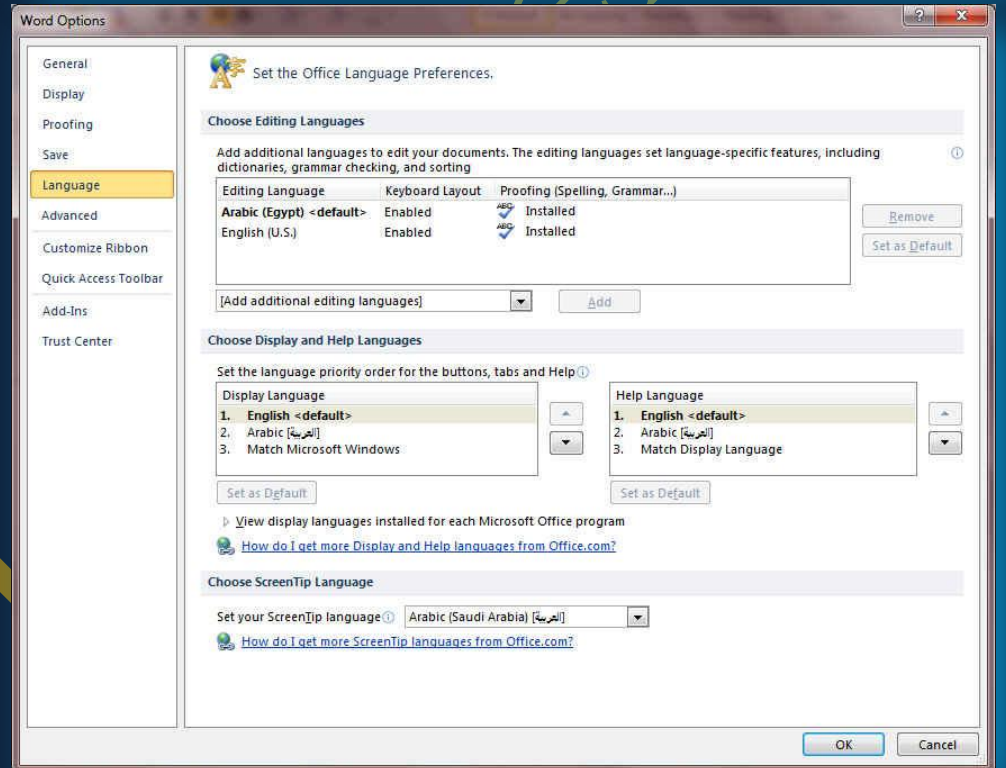 Word Options
General
Display
Proofing
Save
Language
Advanced
Customize Ribbon
Quick Access Toolbar
Add-Ins
Trust Center
Set the Office Language Preferences.
Choose Editing Languages
Add additional languages to edit your documents. The editing languages set language-specific features, including
dictionaries, grammar checking, and sorting
Editing Language Keyboard Layout Proofing (Spelling, Grammar...)
Arabic (Egypt) <default> Enabled ABC Installed
English (U.S.) Enabled ABC Installed
Remove
Set as Default
[Add additional editing languages] Add
Choose Display and Help Languages
Set the language priority order for the buttons, tabs and Help
Display Language
1. English <default>
2. Arabic [العربية]
3. Match Microsoft Windows
Set as Default
Help Language
1. English <default>
2. Arabic [العربية]
3. Match Display Language
Set as Default
View display languages installed for each Microsoft Office program
How do I get more Display and Help languages from Office.com?
Choose ScreenTip Language
Set your ScreenTip language Arabic (Saudi Arabia) [العربية]
How do I get more ScreenTip languages from Office.com?
OK Cancel